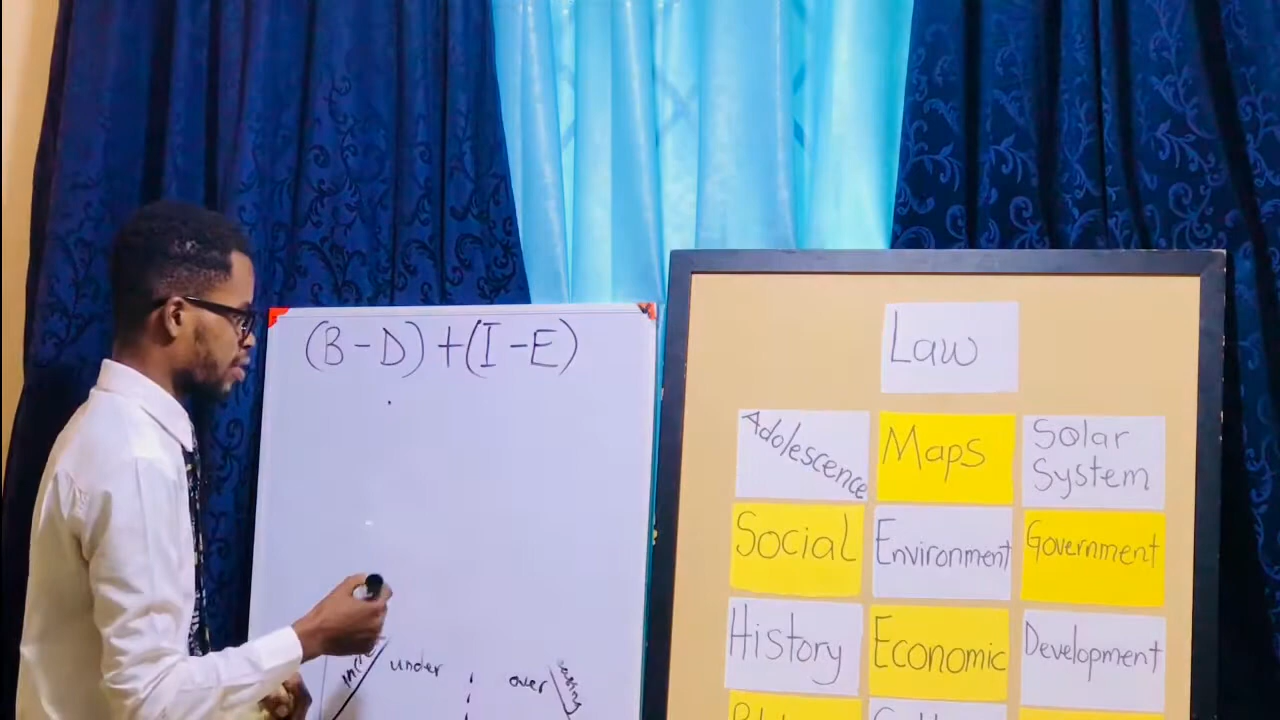 (B-D)+(I-E)
under
over
Law
Adolescence
Maps
Solar
System
Social
Environment
Government
History
Economic
Development